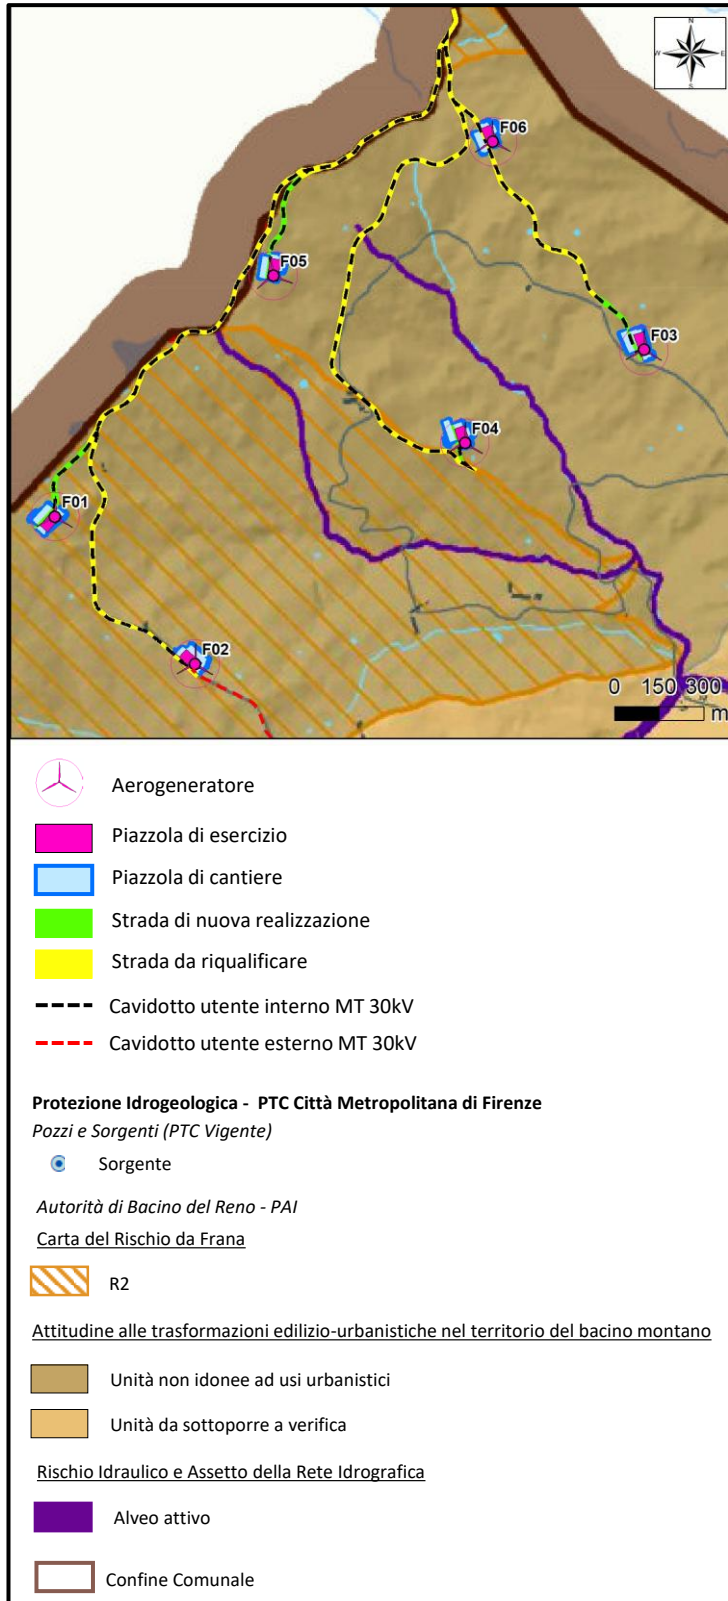 N
W E
S
F06
F05
F03
F04
F01
F02
0 150 300
m
Aerogeneratore
Piazzola di esercizio
Piazzola di cantiere
Strada di nuova realizzazione
Strada da riqualificare
Cavidotto utente interno MT 30kV
Cavidotto utente esterno MT 30kV
Protezione Idrogeologica - PTC Città Metropolitana di Firenze
Pozzi e Sorgenti (PTC Vigente)
Sorgente
Autorità di Bacino del Reno - PAI
Carta del Rischio da Frana
R2
Attitudine alle trasformazioni edilizio-urbanistiche nel territorio del bacino montano
Unità non idonee ad usi urbanistici
Unità da sottoporre a verifica
Rischio Idraulico e Assetto della Rete Idrografica
Alveo attivo
Confine Comunale